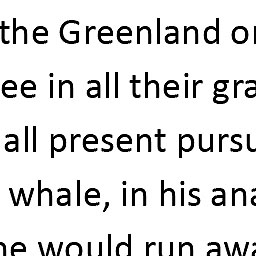 the Greenland or
ee in all their gra
all present pursu
whale, in his ana
he would run awa